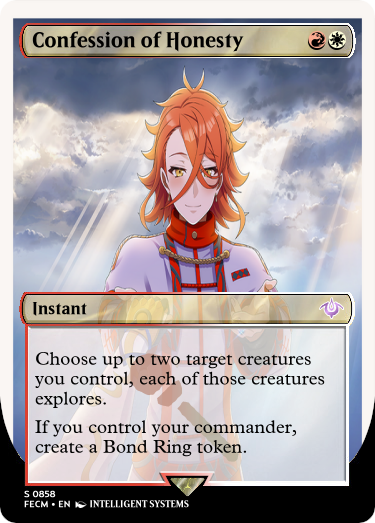 Confession of Honesty
Instant
Choose up to two target creatures
you control, each of those creatures
explores.
If you control your commander,
create a Bond Ring token.
S 0858
FECM • EN INTELLIGENT SYSTEMS